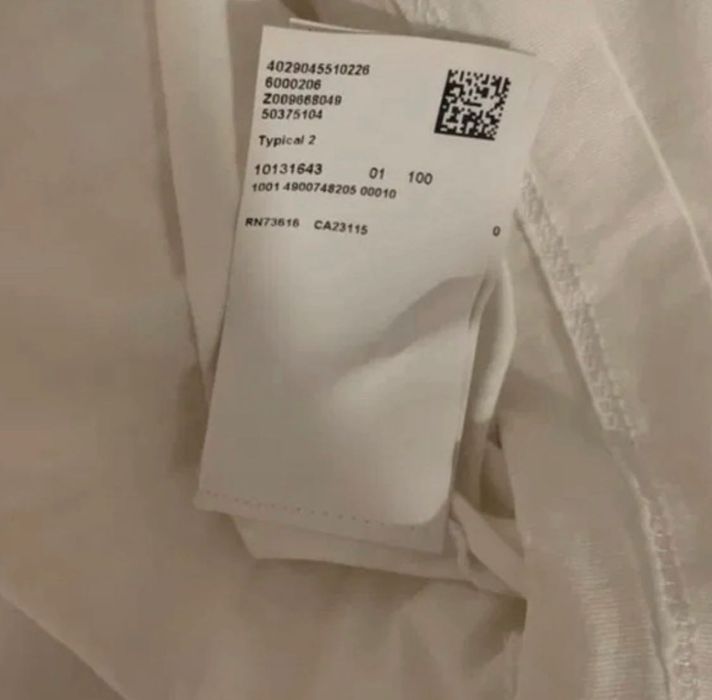 4029045510226
6000206
Z009668049
50375104
Typical 2
10131643 01 100
1001 4900748205 00010
RN73616 CA23115 0